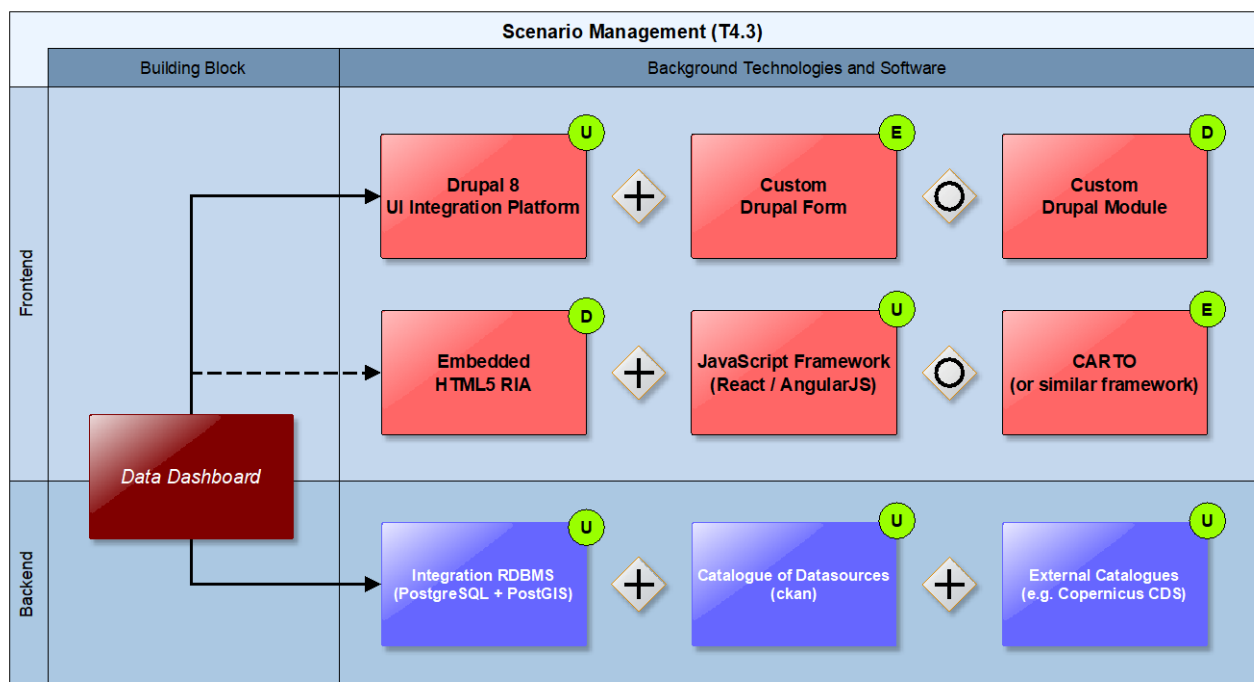 Scenario Management (T4.3)
Building Block
Background Technologies and Software
Frontend
U
Drupal 8
UI Integration Platform
E
Custom
Drupal Form
D
Custom
Drupal Module
D
Embedded
HTML5 RIA
U
JavaScript Framework
(React / AngularJS)
E
CARTO
(or similar framework)
Data Dashboard
Backend
U
Integration RDBMS
(PostgreSQL + PostGIS)
U
Catalogue of Datasources
(ckan)
U
External Catalogues
(e.g. Copernicus CDS)